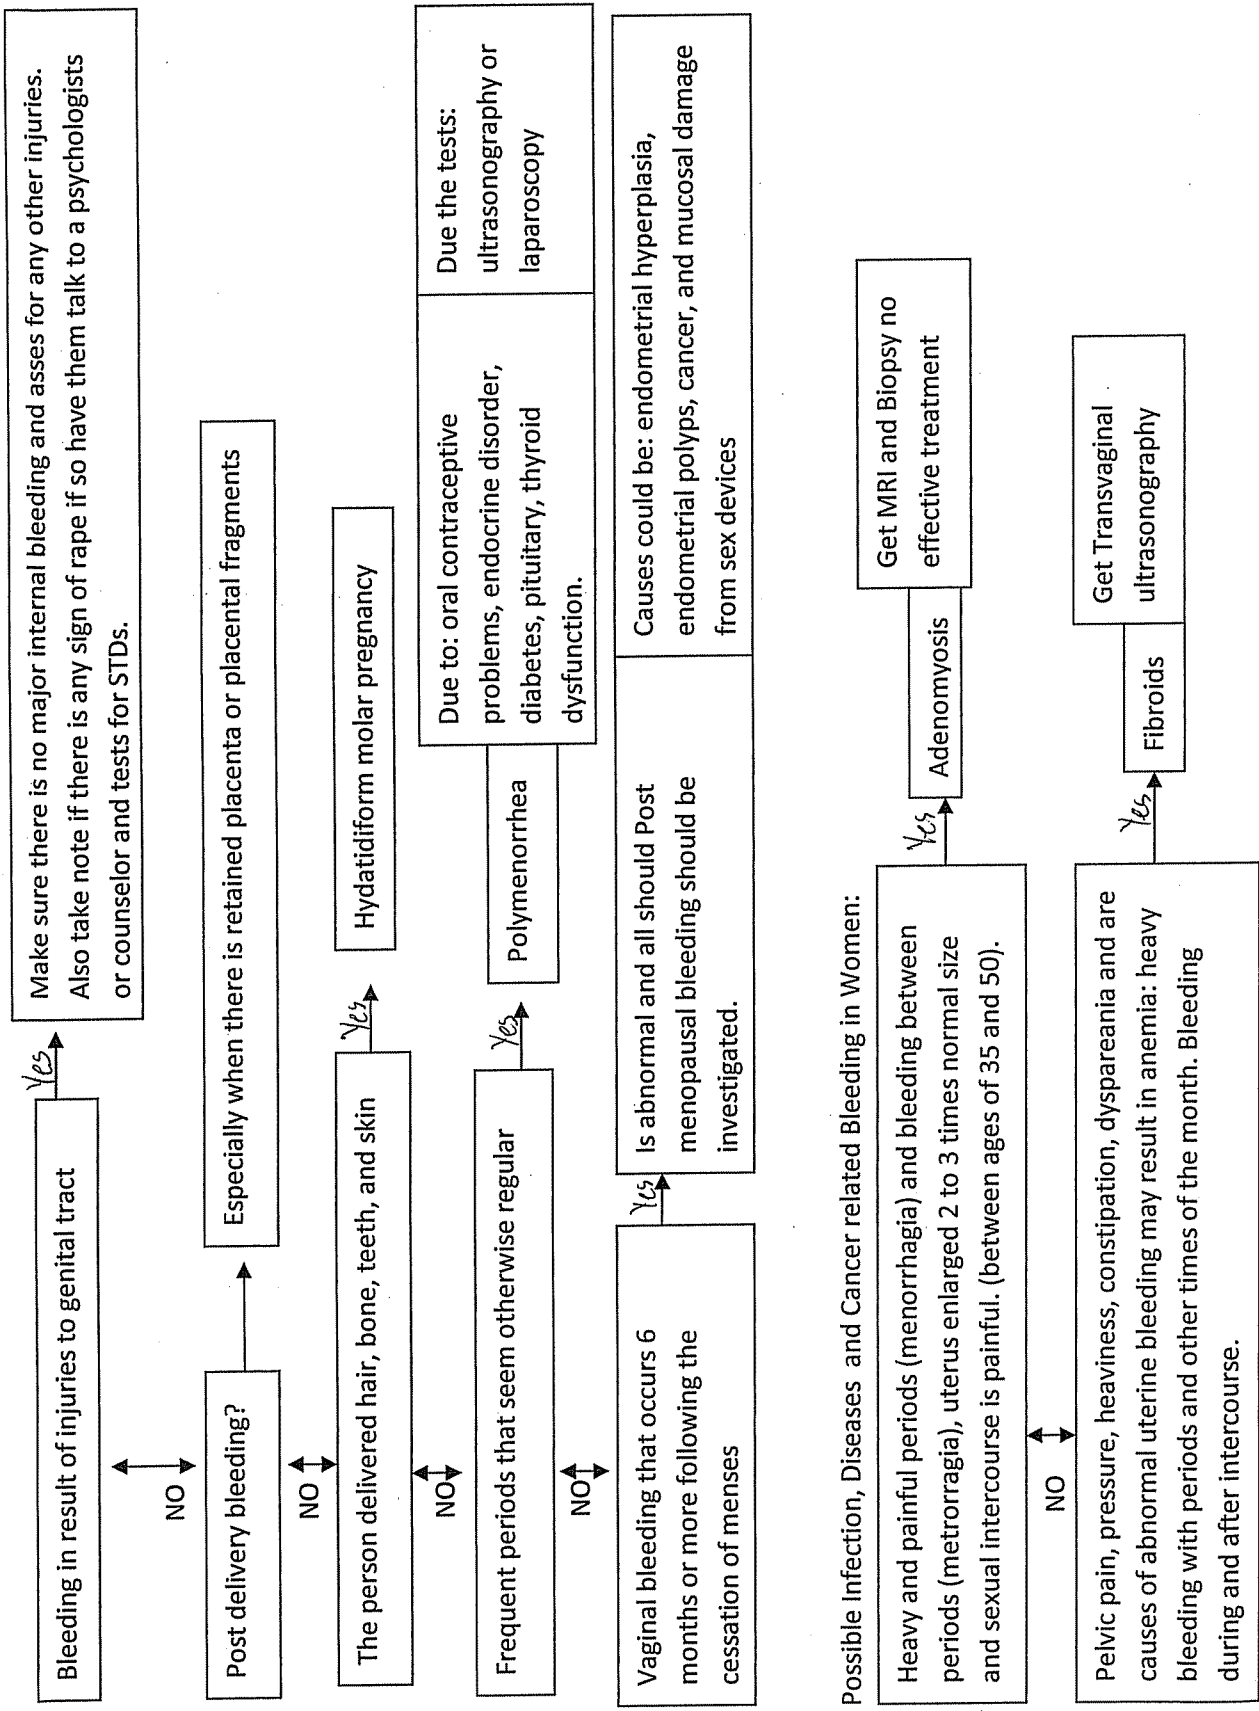 Bleeding in result of injuries to genital tract
Yes
Make sure there is no major internal bleeding and asses for any other injuries.
Also take note if there is any sign of rape if so have them talk to a psychologists
or counselor and tests for STDs.
NO
Post delivery bleeding?
Especially when there is retained placenta or placental fragments
NO
The person delivered hair, bone, teeth, and skin
Yes
Hydatidiform molar pregnancy
NO
Frequent periods that seem otherwise regular
Yes
Polymenorrhea
Due to: oral contraceptive
problems, endocrine disorder,
diabetes, pituitary, thyroid
dysfunction.
Due the tests:
ultrasonography or
laparoscopy
NO
Vaginal bleeding that occurs 6
months or more following the
cessation of menses
Yes
Is abnormal and all should Post
menopausal bleeding should be
investigated.
Causes could be: endometrial hyperplasia,
endometrial polyps, cancer, and mucosal damage
from sex devices
Possible Infection, Diseases and Cancer related Bleeding in Women:
Heavy and painful periods (menorrhagia) and bleeding between
periods (metrorragia), uterus enlarged 2 to 3 times normal size
and sexual intercourse is painful. (between ages of 35 and 50).
Yes
Adenomyosis
Get MRI and Biopsy no
effective treatment
NO
Pelvic pain, pressure, heaviness, constipation, dyspareania and are
causes of abnormal uterine bleeding may result in anemia: heavy
bleeding with periods and other times of the month. Bleeding
during and after intercourse.
Yes
Fibroids
Get Transvaginal
ultrasonography